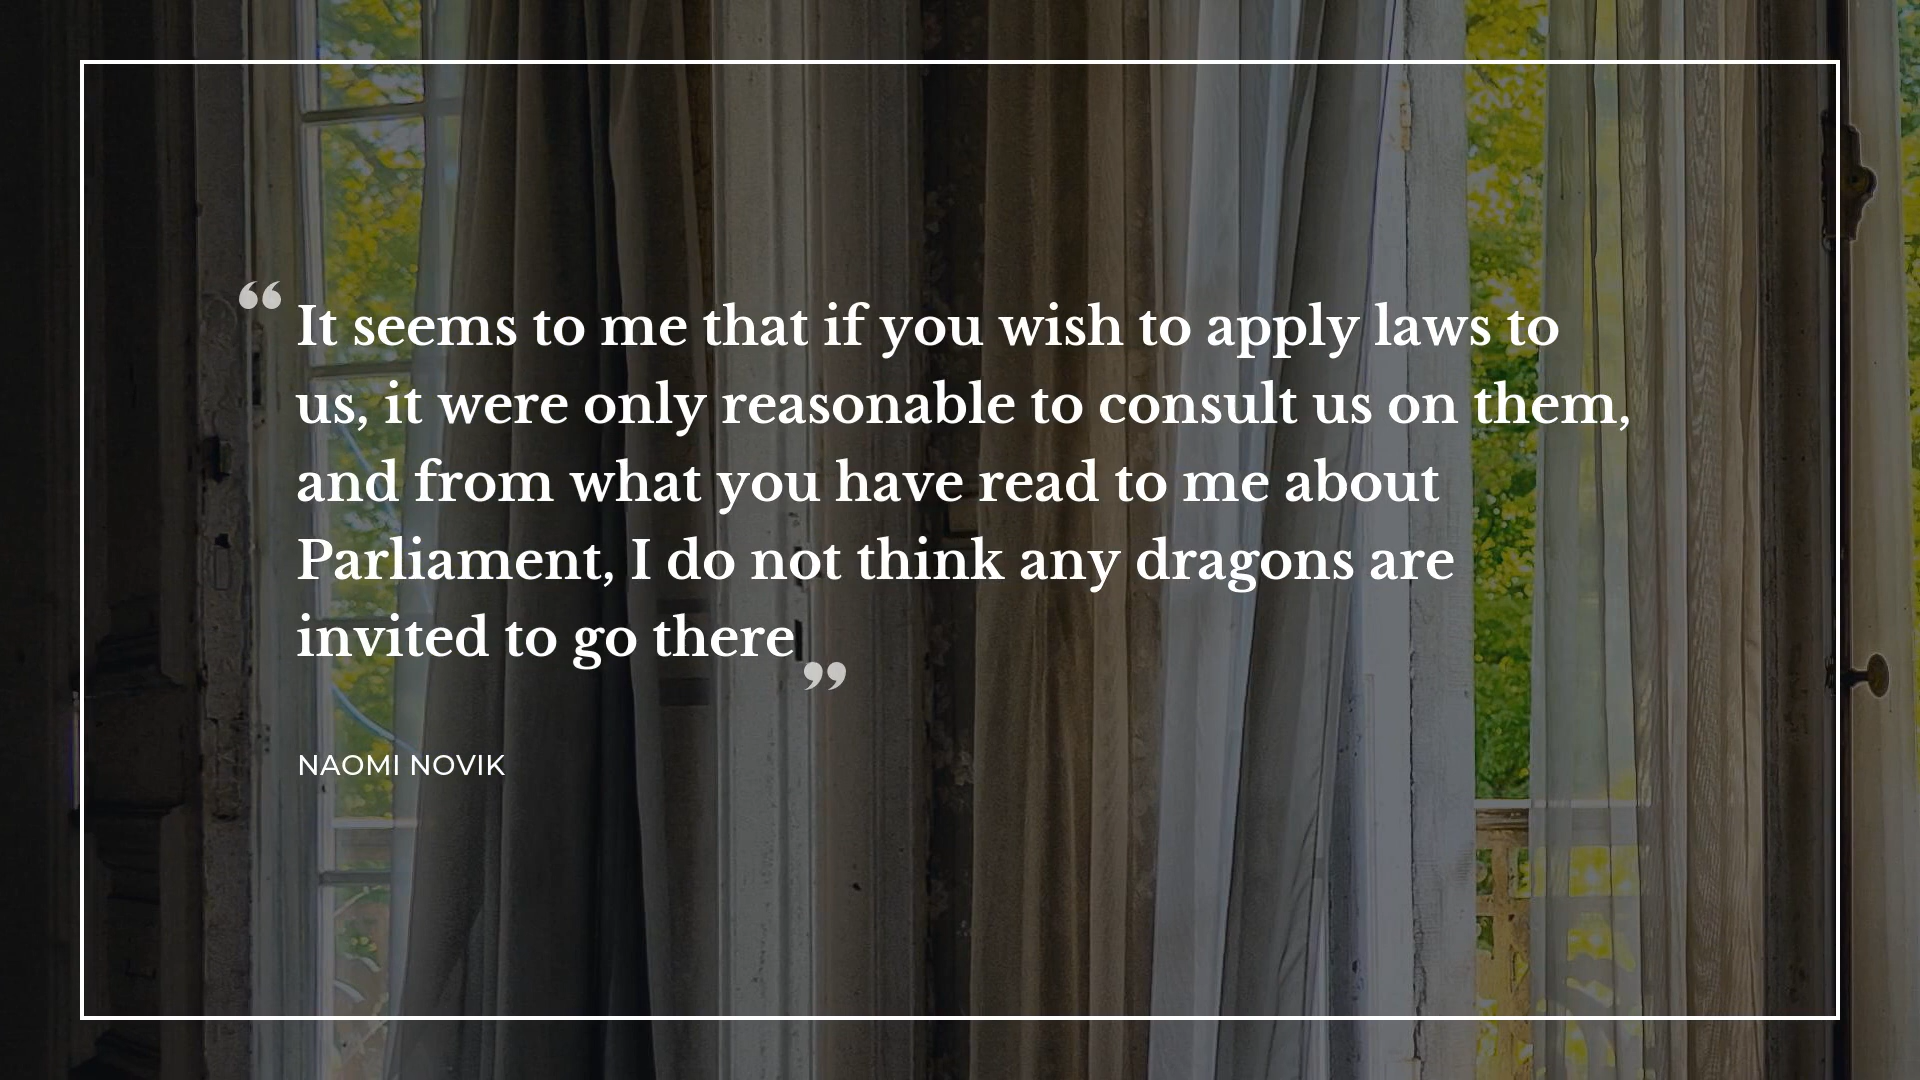 “It seems to me that if you wish to apply laws to
us, it were only reasonable to consult us on them,
and from what you have read to me about
Parliament, I do not think any dragons are
invited to go there”
NAOMI NOVIK